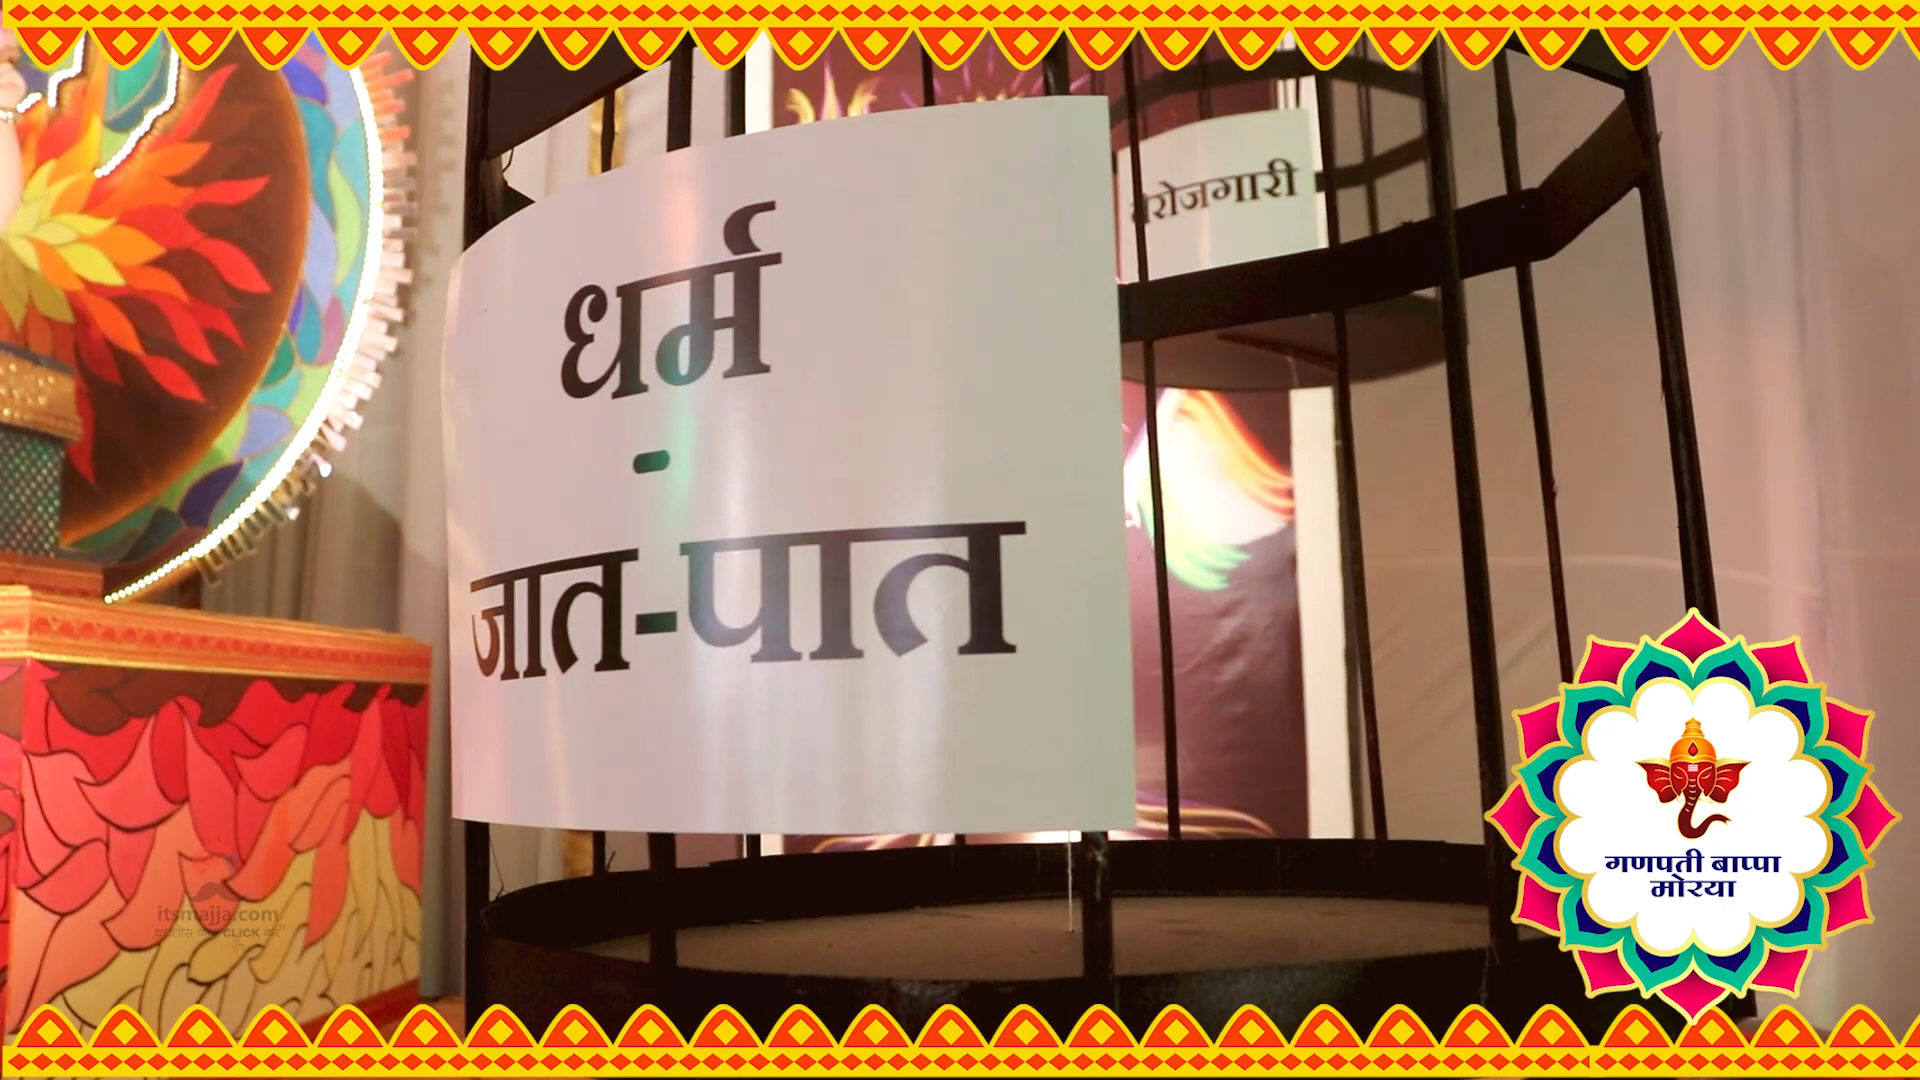 धर्म
-
जात-पात
बेरोजगारी
गणपती बाप्पा
मोरया
itsmajja.com